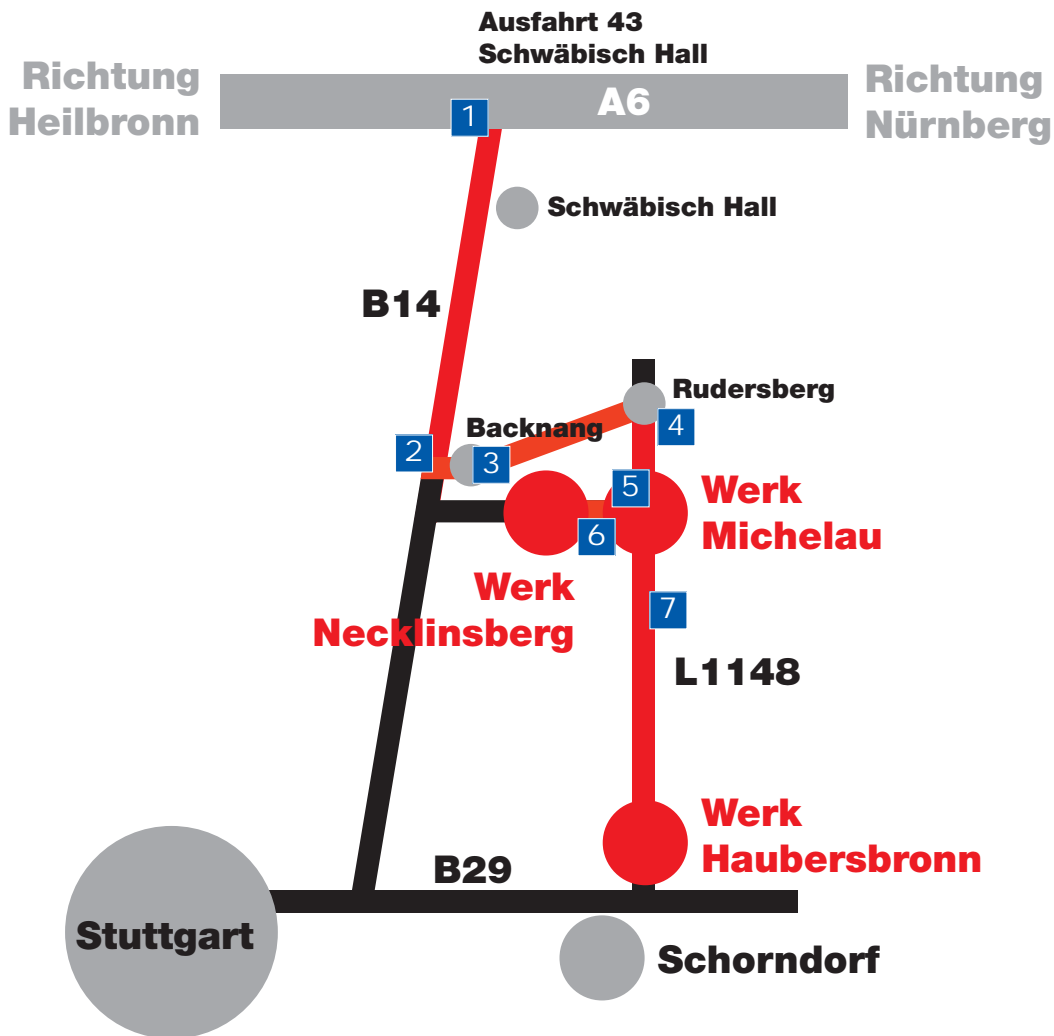 Ausfahrt 43
Schwäbisch Hall
Richtung
Heilbronn
A6
Richtung
Nürnberg
1
Schwäbisch Hall
B14
Rudersberg
4
Backnang
2
3
5
Werk
Michelau
6
Werk
Necklinsberg
7
L1148
Werk
Haubersbronn
B29
Stuttgart
Schorndorf